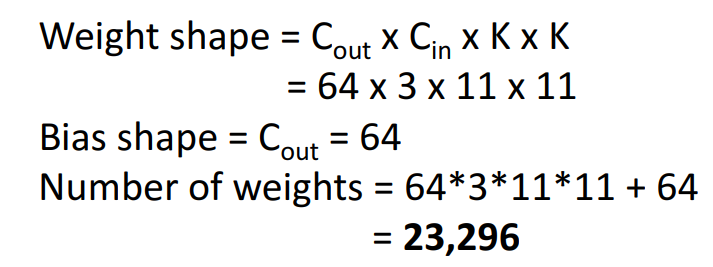 Weight shape = Cout x Cin x K x K
= 64 x 3 x 11 x 11
Bias shape = Cout = 64
Number of weights = 64*3*11*11 + 64
= 23,296